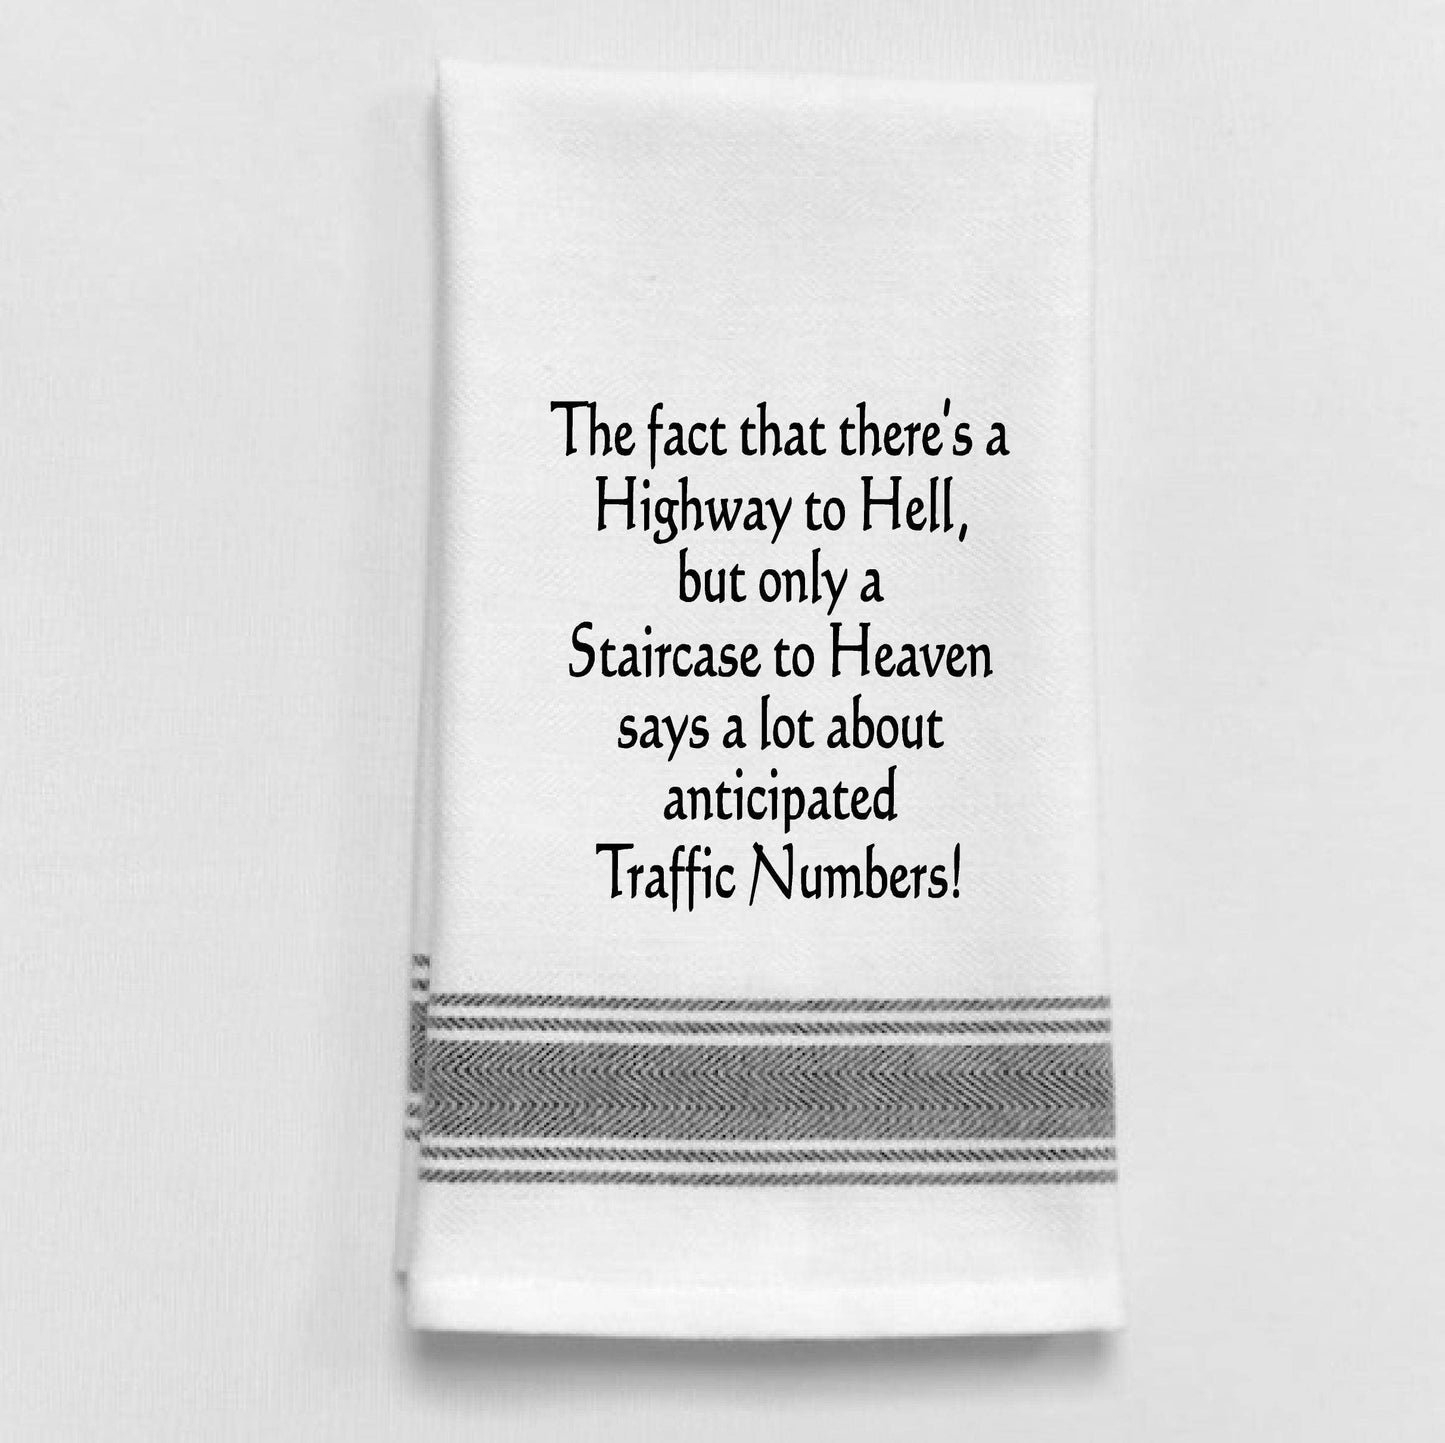 The fact that there's a
Highway to Hell,
but only a
Staircase to Heaven
says a lot about
anticipated
Traffic Numbers!